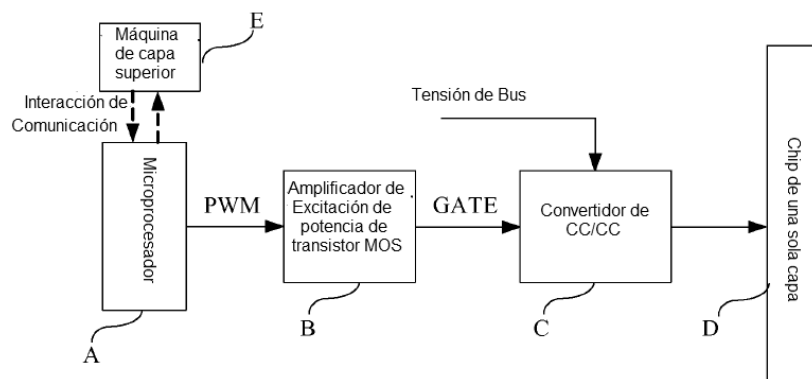 Máquina
de capa
superior
E
Interacción de
Comunicación
Tensión de Bus
Microprocesador
PWM
Amplificador de
Excitación de
potencia de
transistor MOS
GATE
Convertidor de
CC/CC
Chip de una sola capa
A
B
C
D